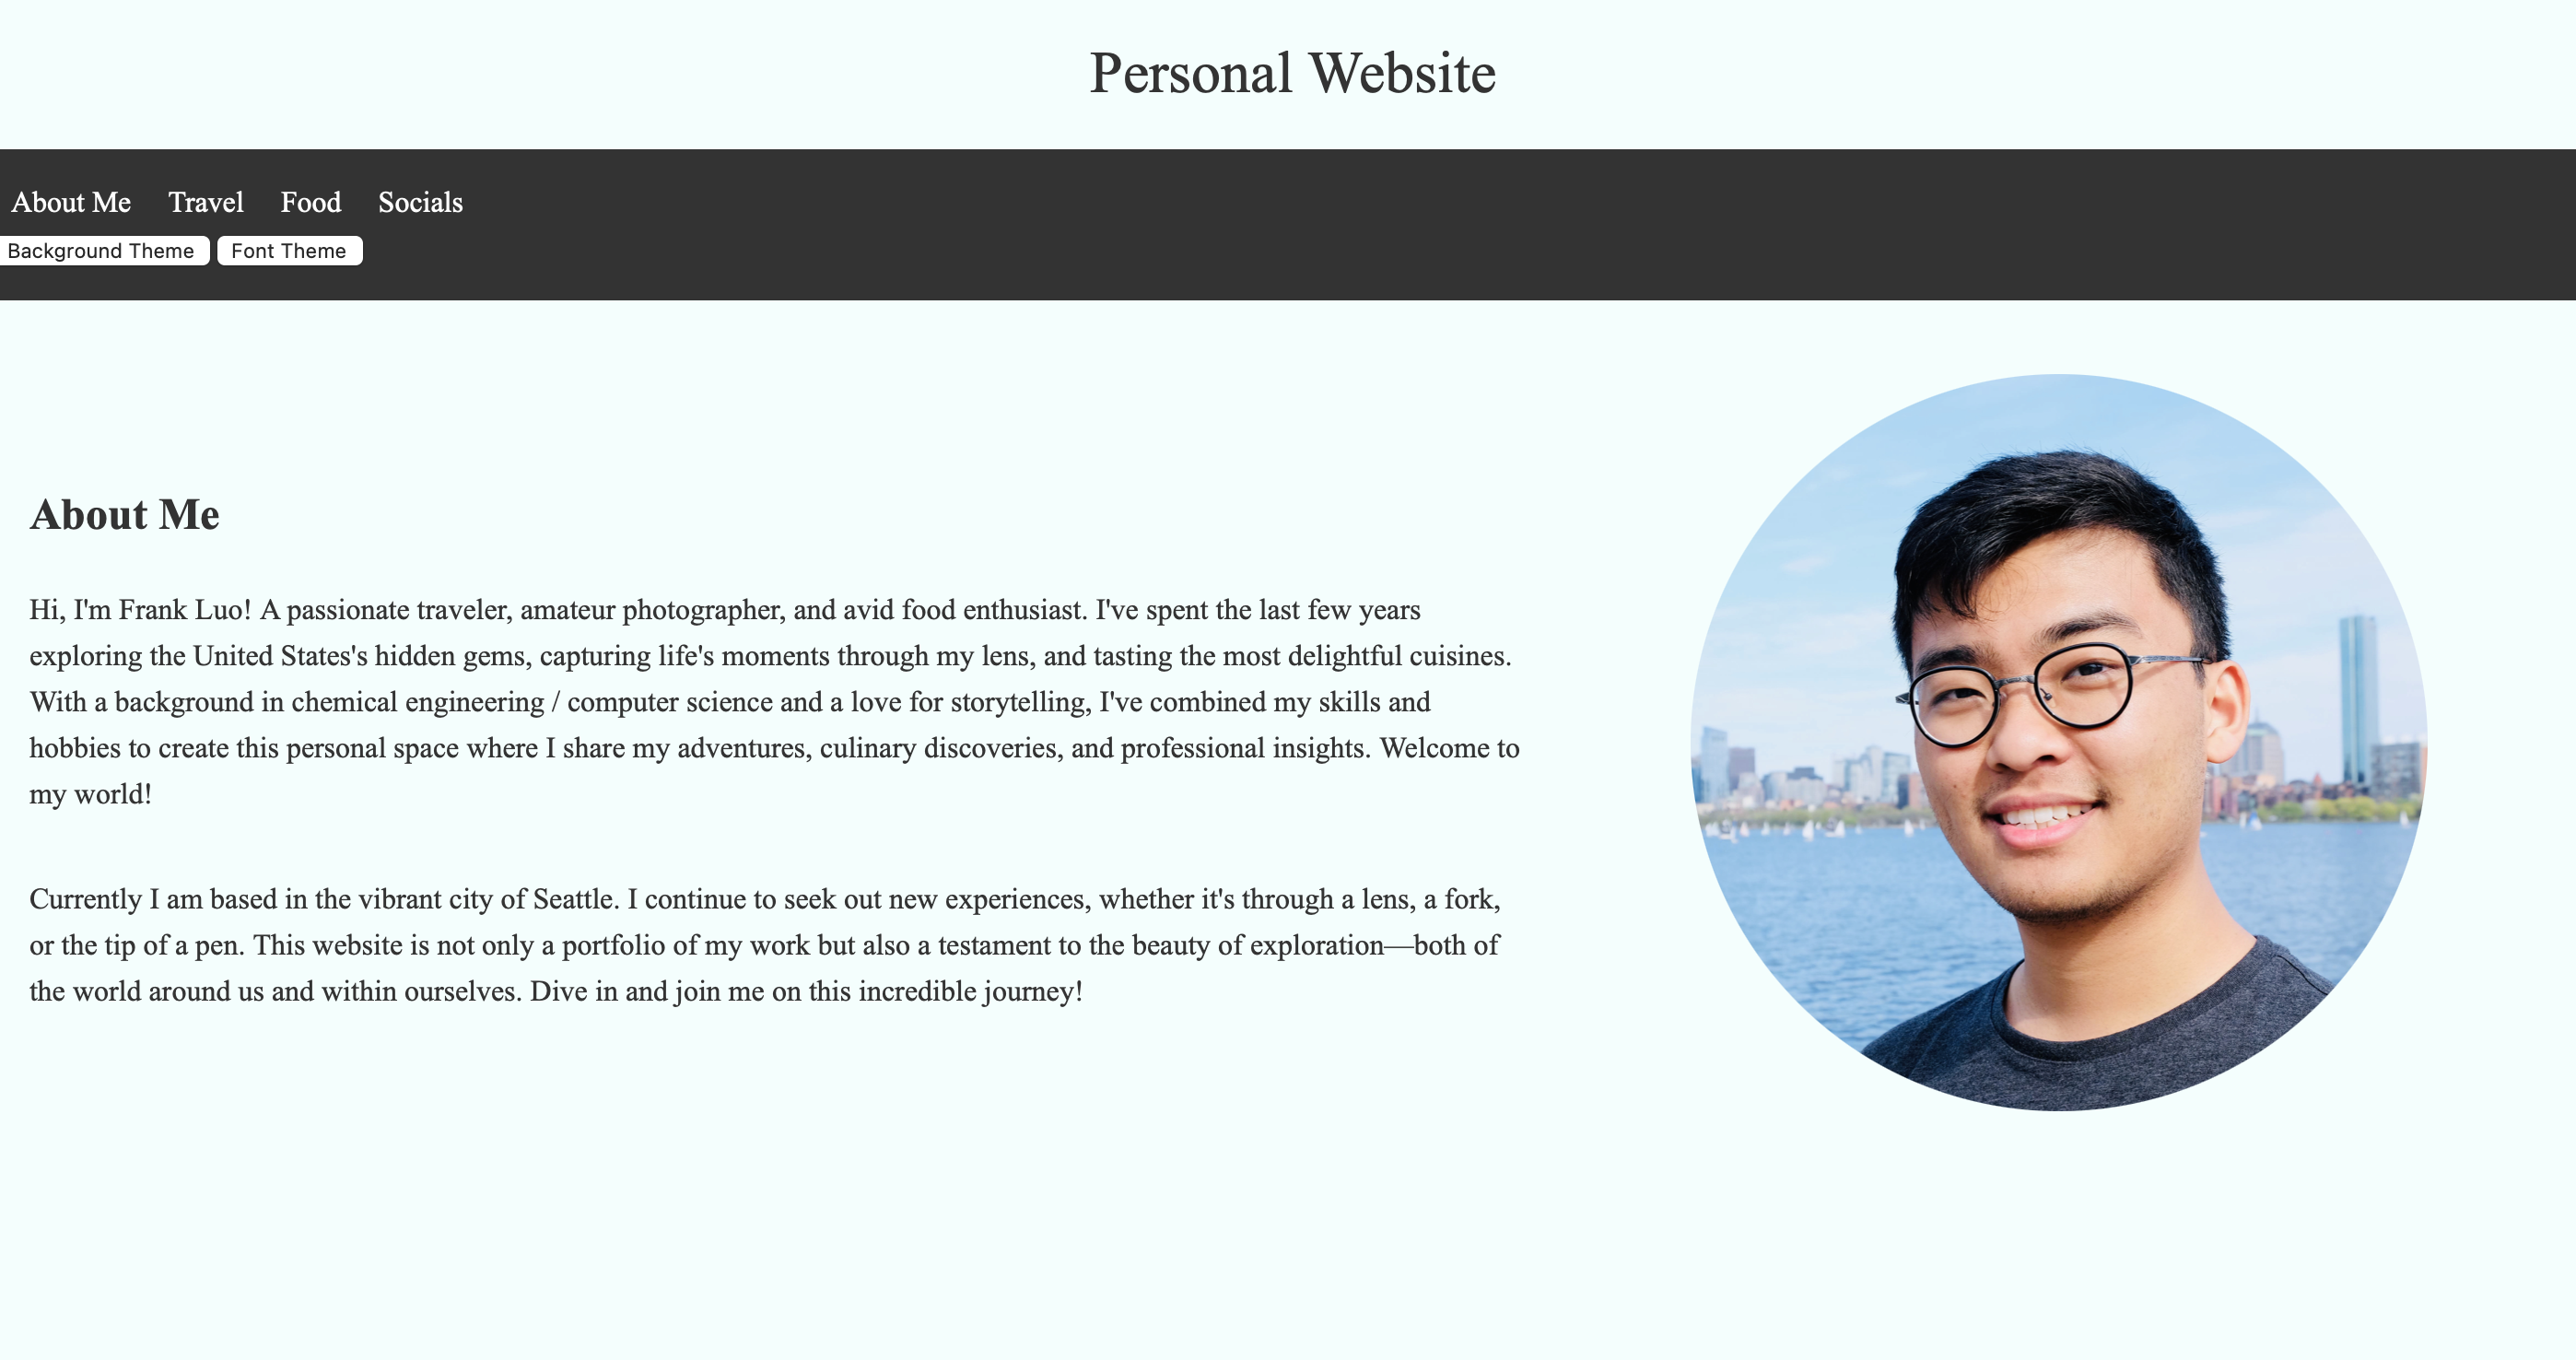 Personal Website
About Me Travel Food Socials
Background Theme Font Theme
About Me
Hi, I'm Frank Luo! A passionate traveler, amateur photographer, and avid food enthusiast. I've spent the last few years
exploring the United States's hidden gems, capturing life's moments through my lens, and tasting the most delightful cuisines.
With a background in chemical engineering / computer science and a love for storytelling, I've combined my skills and
hobbies to create this personal space where I share my adventures, culinary discoveries, and professional insights. Welcome to
my world!
Currently I am based in the vibrant city of Seattle. I continue to seek out new experiences, whether it's through a lens, a fork,
or the tip of a pen. This website is not only a portfolio of my work but also a testament to the beauty of exploration—both of
the world around us and within ourselves. Dive in and join me on this incredible journey!